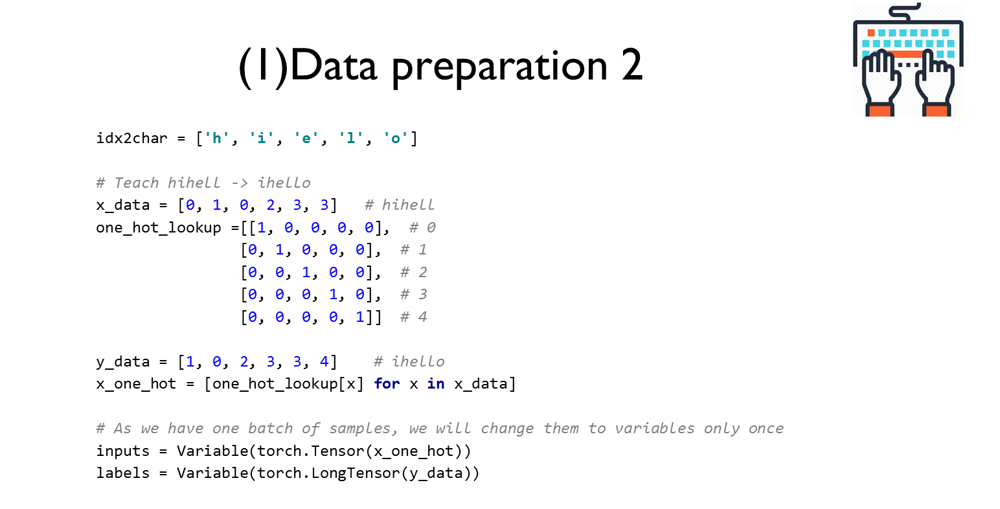 (1)Data preparation 2
idx2char = ['h', 'i', 'e', 'l', 'o']
# Teach hihell -> ihello
x_data = [0, 1, 0, 2, 3, 3]   # hihell
one_hot_lookup =[[1, 0, 0, 0, 0],  # 0
                [0, 1, 0, 0, 0],  # 1
                [0, 0, 1, 0, 0],  # 2
                [0, 0, 0, 1, 0],  # 3
                [0, 0, 0, 0, 1]]  # 4
y_data = [1, 0, 2, 3, 3, 4]    # ihello
x_one_hot = [one_hot_lookup[x] for x in x_data]
# As we have one batch of samples, we will change them to variables only once
inputs = Variable(torch.Tensor(x_one_hot))
labels = Variable(torch.LongTensor(y_data))